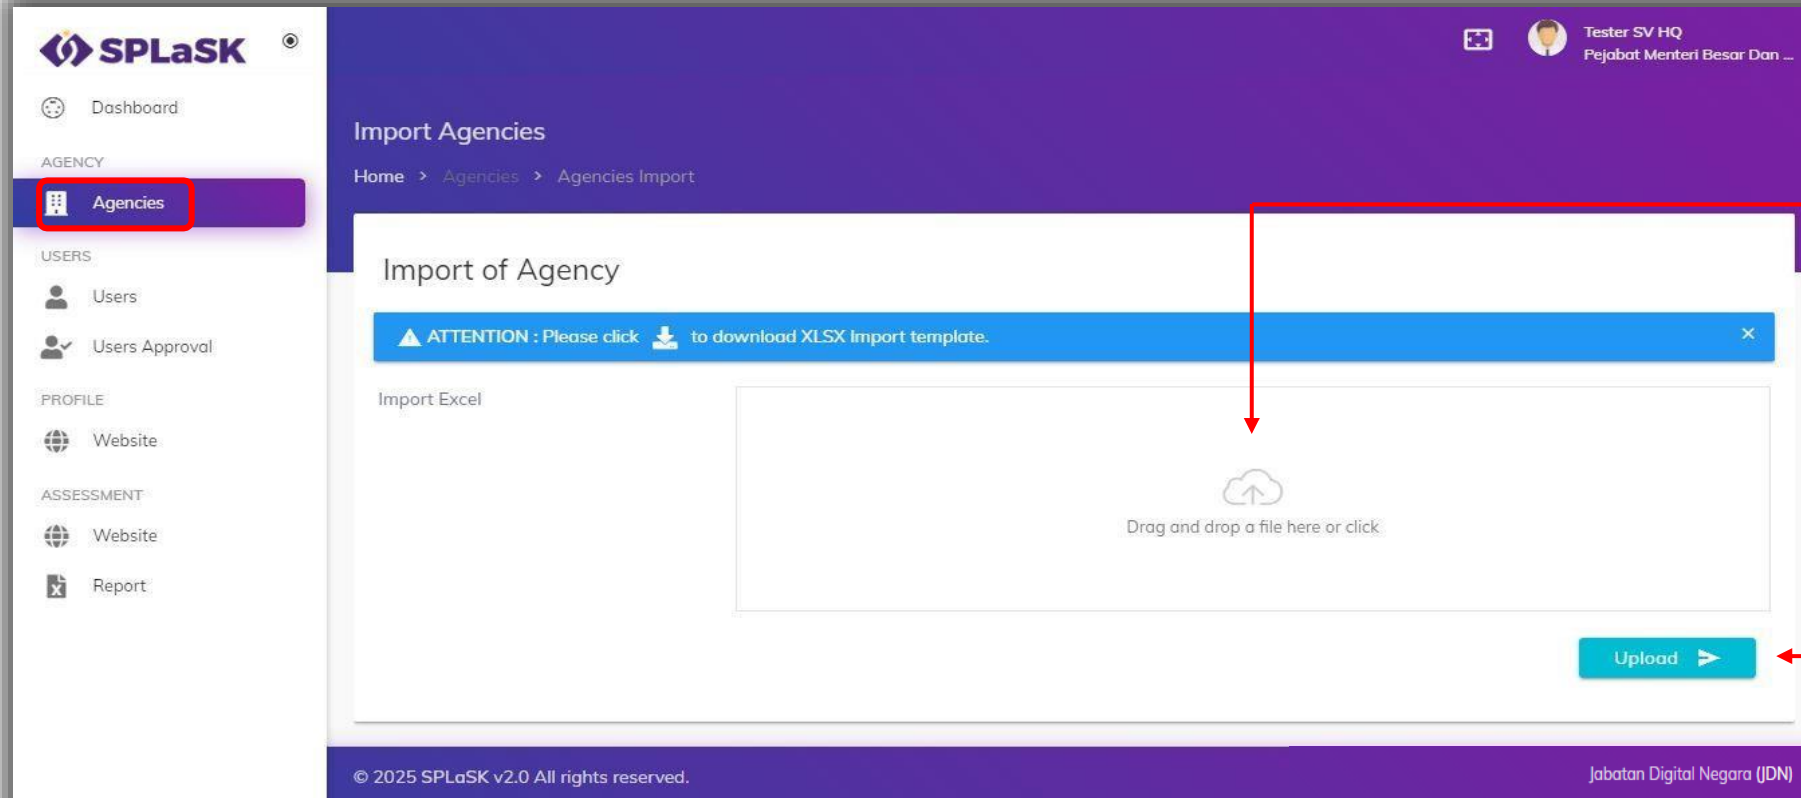 SPLaSK
Tester SV HQ
Pejabat Menteri Besar Dan ...
Dashboard
AGENCY
Agencies
USERS
Users
Users Approval
PROFILE
Website
ASSESSMENT
Website
Report
Import Agencies
Home > Agencies > Agencies Import
Import of Agency
ATTENTION : Please click to download XLSX Import template.
×
Import Excel
Drag and drop a file here or click
Upload
© 2025 SPLaSK v2.0 All rights reserved.
Jabatan Digital Negara (JDN)